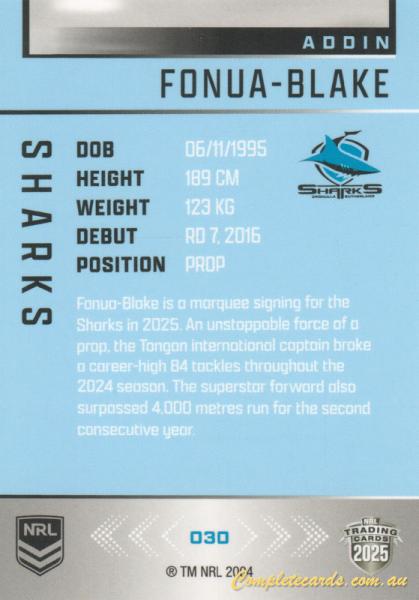 ADDIN
FONUA-BLAKE
SHARKS
DOB 06/11/1995
HEIGHT 189 CM
WEIGHT 123 KG
DEBUT RD 7, 2016
POSITION PROP
SHARKS
CRONULLA SUTHERLAND
Fonua-Blake is a marquee signing for the
Sharks in 2025. An unstoppable force of a
prop, the Tongan international captain broke
a career-high 84 tackles throughout the
2024 season. The superstar forward also
surpassed 4,000 metres run for the second
consecutive year.
NRL
030
NRL
TRADING
CARDS
2025
® TM NRL 2024
Completecards.com.au